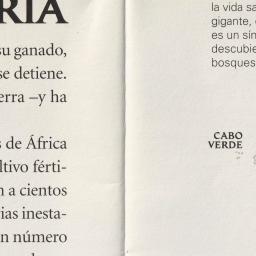 RIA
su ganado,
se detiene.
erra –y ha
s de África
ltivo férti-
n a cientos
ias inesta-
n número
la vida sa
gigante,
es un sín
descubie
bosques
CABO
VERDE